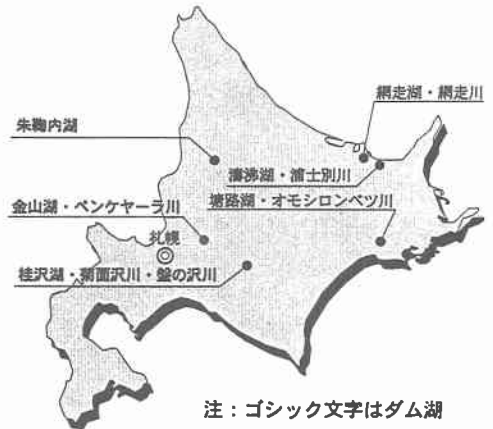 網走湖・網走川
朱鞠内湖
濤沸湖・浦士別川
金山湖・ペンケヤーラ川
塘路湖・オモシロンベツ川
札幌
桂沢湖・菊面沢川・盤の沢川
注：ゴシック文字はダム湖